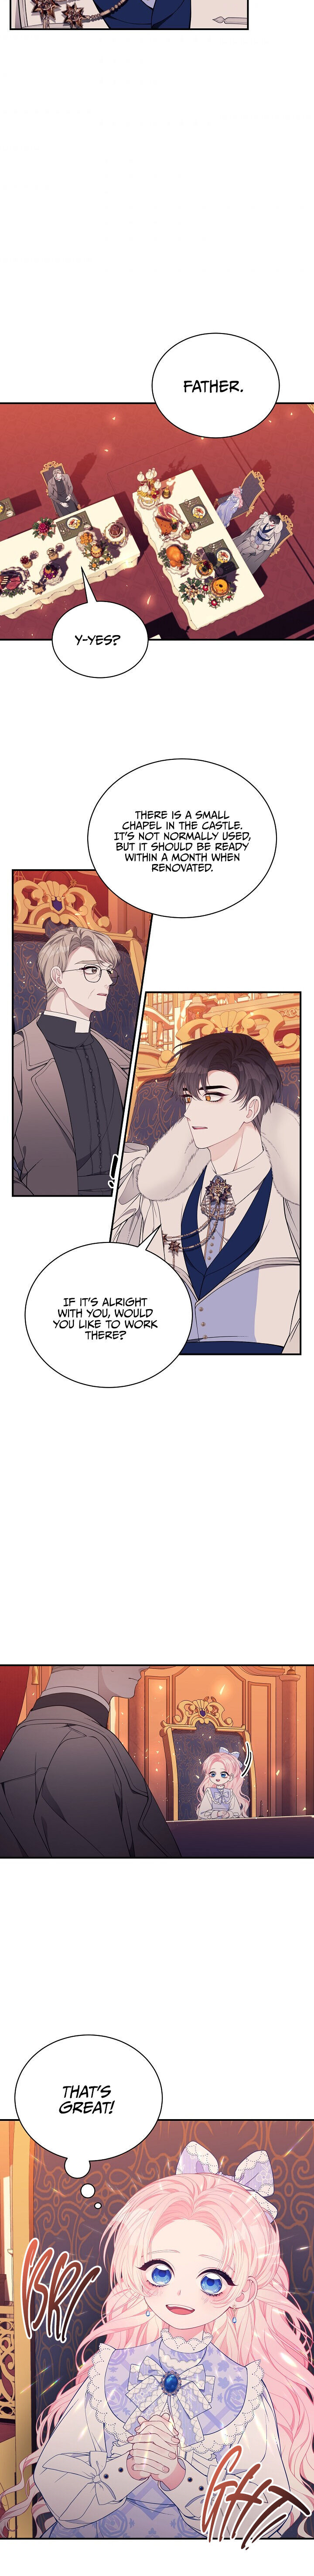 FATHER.
Y-YES?
THERE IS A SMALL
CHAPEL IN THE CASTLE.
IT'S NOT NORMALLY USED,
BUT IT SHOULD BE READY
WITHIN A MONTH WHEN
RENOVATED.
IF IT'S ALRIGHT
WITH YOU, WOULD
YOU LIKE TO WORK
THERE?
THAT'S
GREAT!